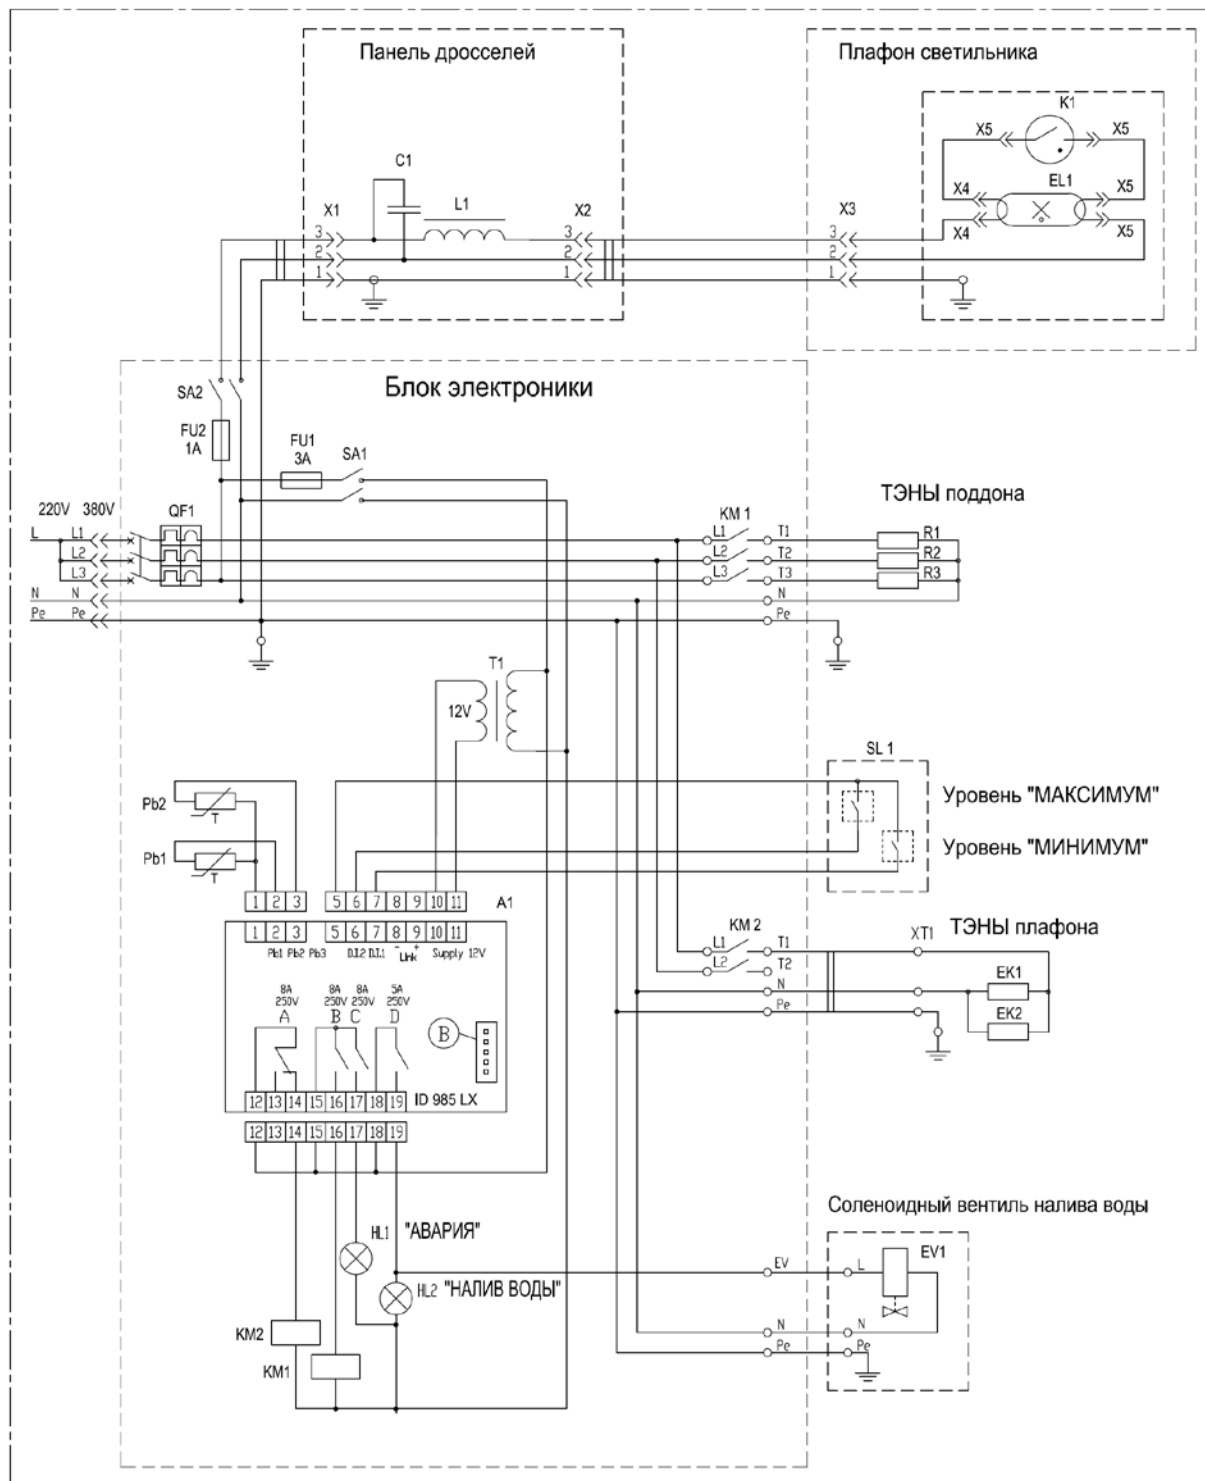 Панель дросселей
Плафон светильника
K1
X5
X5
C1
EL1
X4
X5
X1
L1
X2
X3
X4
X5
3
3
3
2
2
2
1
1
1
Блок электроники
SA2
FU2
1A
FU1
3A
SA1
ТЭНЫ поддона
220V 380V
QF1
KM 1
L L1
L1 T1 R1
L2
L2 T2 R2
L3
L3 T3 R3
N N
N
Pe Pe
Pe
T1
12V
SL 1
Pb2
T
Уровень "МАКСИМУМ"
Pb1
T
Уровень "МИНИМУМ"
1 2 3 5 6 7 8 9 10 11
A1
1 2 3 5 6 7 8 9 10 11
Pb1 Pb2 Pb3 D.I.2 D.I.1 - + Link Supply 12V
KM 2
XT1
ТЭНЫ плафона
L1 T1
L2 T2
N
EK1
Pe
EK2
8A 8A 8A 5A
250V 250V 250V 250V
A B C D
B
12 13 14 15 16 17 18 19 ID 985 LX
12 13 14 15 16 17 18 19
Соленоидный вентиль налива воды
HL1 "АВАРИЯ"
EV L EV1
HL2 "НАЛИВ ВОДЫ"
KM2
N N
Pe Pe
KM1